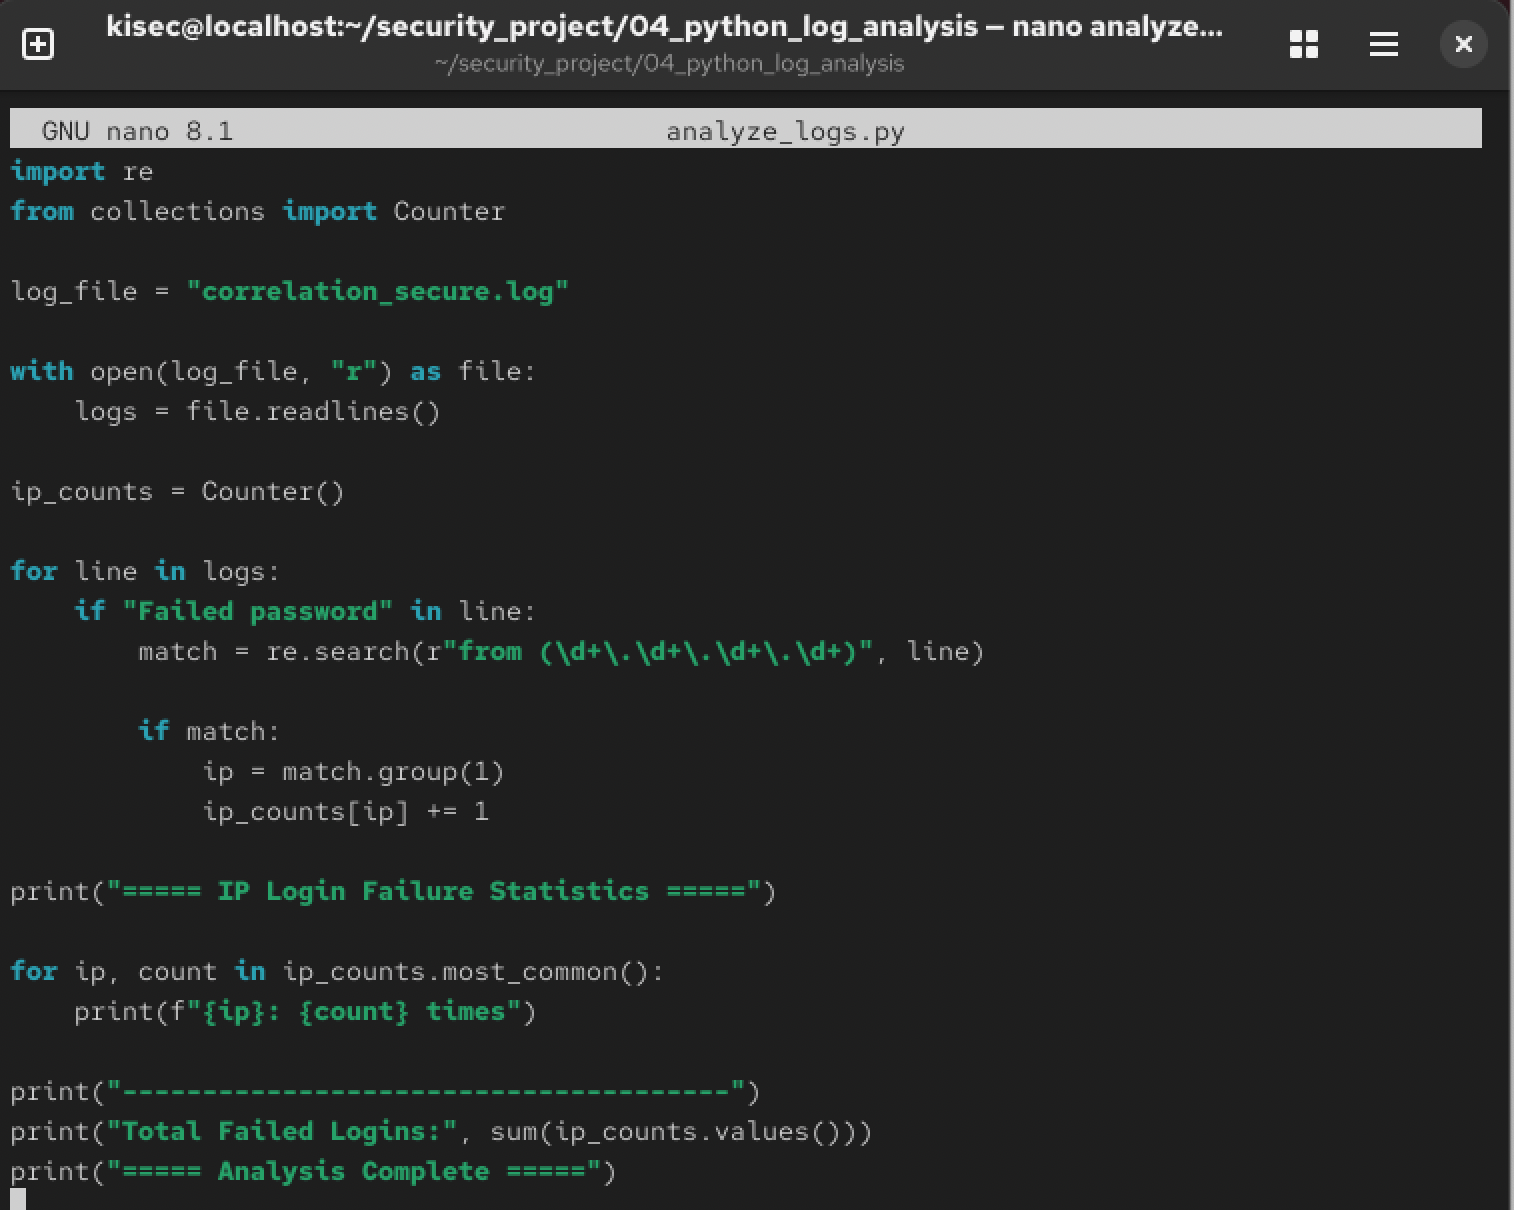 kisec@localhost:~/security_project/04_python_log_analysis — nano analyze...
~/security_project/04_python_log_analysis
GNU nano 8.1 analyze_logs.py
import re
from collections import Counter
log_file = "correlation_secure.log"
with open(log_file, "r") as file:
    logs = file.readlines()
ip_counts = Counter()
for line in logs:
    if "Failed password" in line:
        match = re.search(r"from (\d+\.\d+\.\d+\.\d+)", line)
        if match:
            ip = match.group(1)
            ip_counts[ip] += 1
print("===== IP Login Failure Statistics =====")
for ip, count in ip_counts.most_common():
    print(f"{ip}: {count} times")
print("--------------------------------------")
print("Total Failed Logins:", sum(ip_counts.values()))
print("===== Analysis Complete =====")